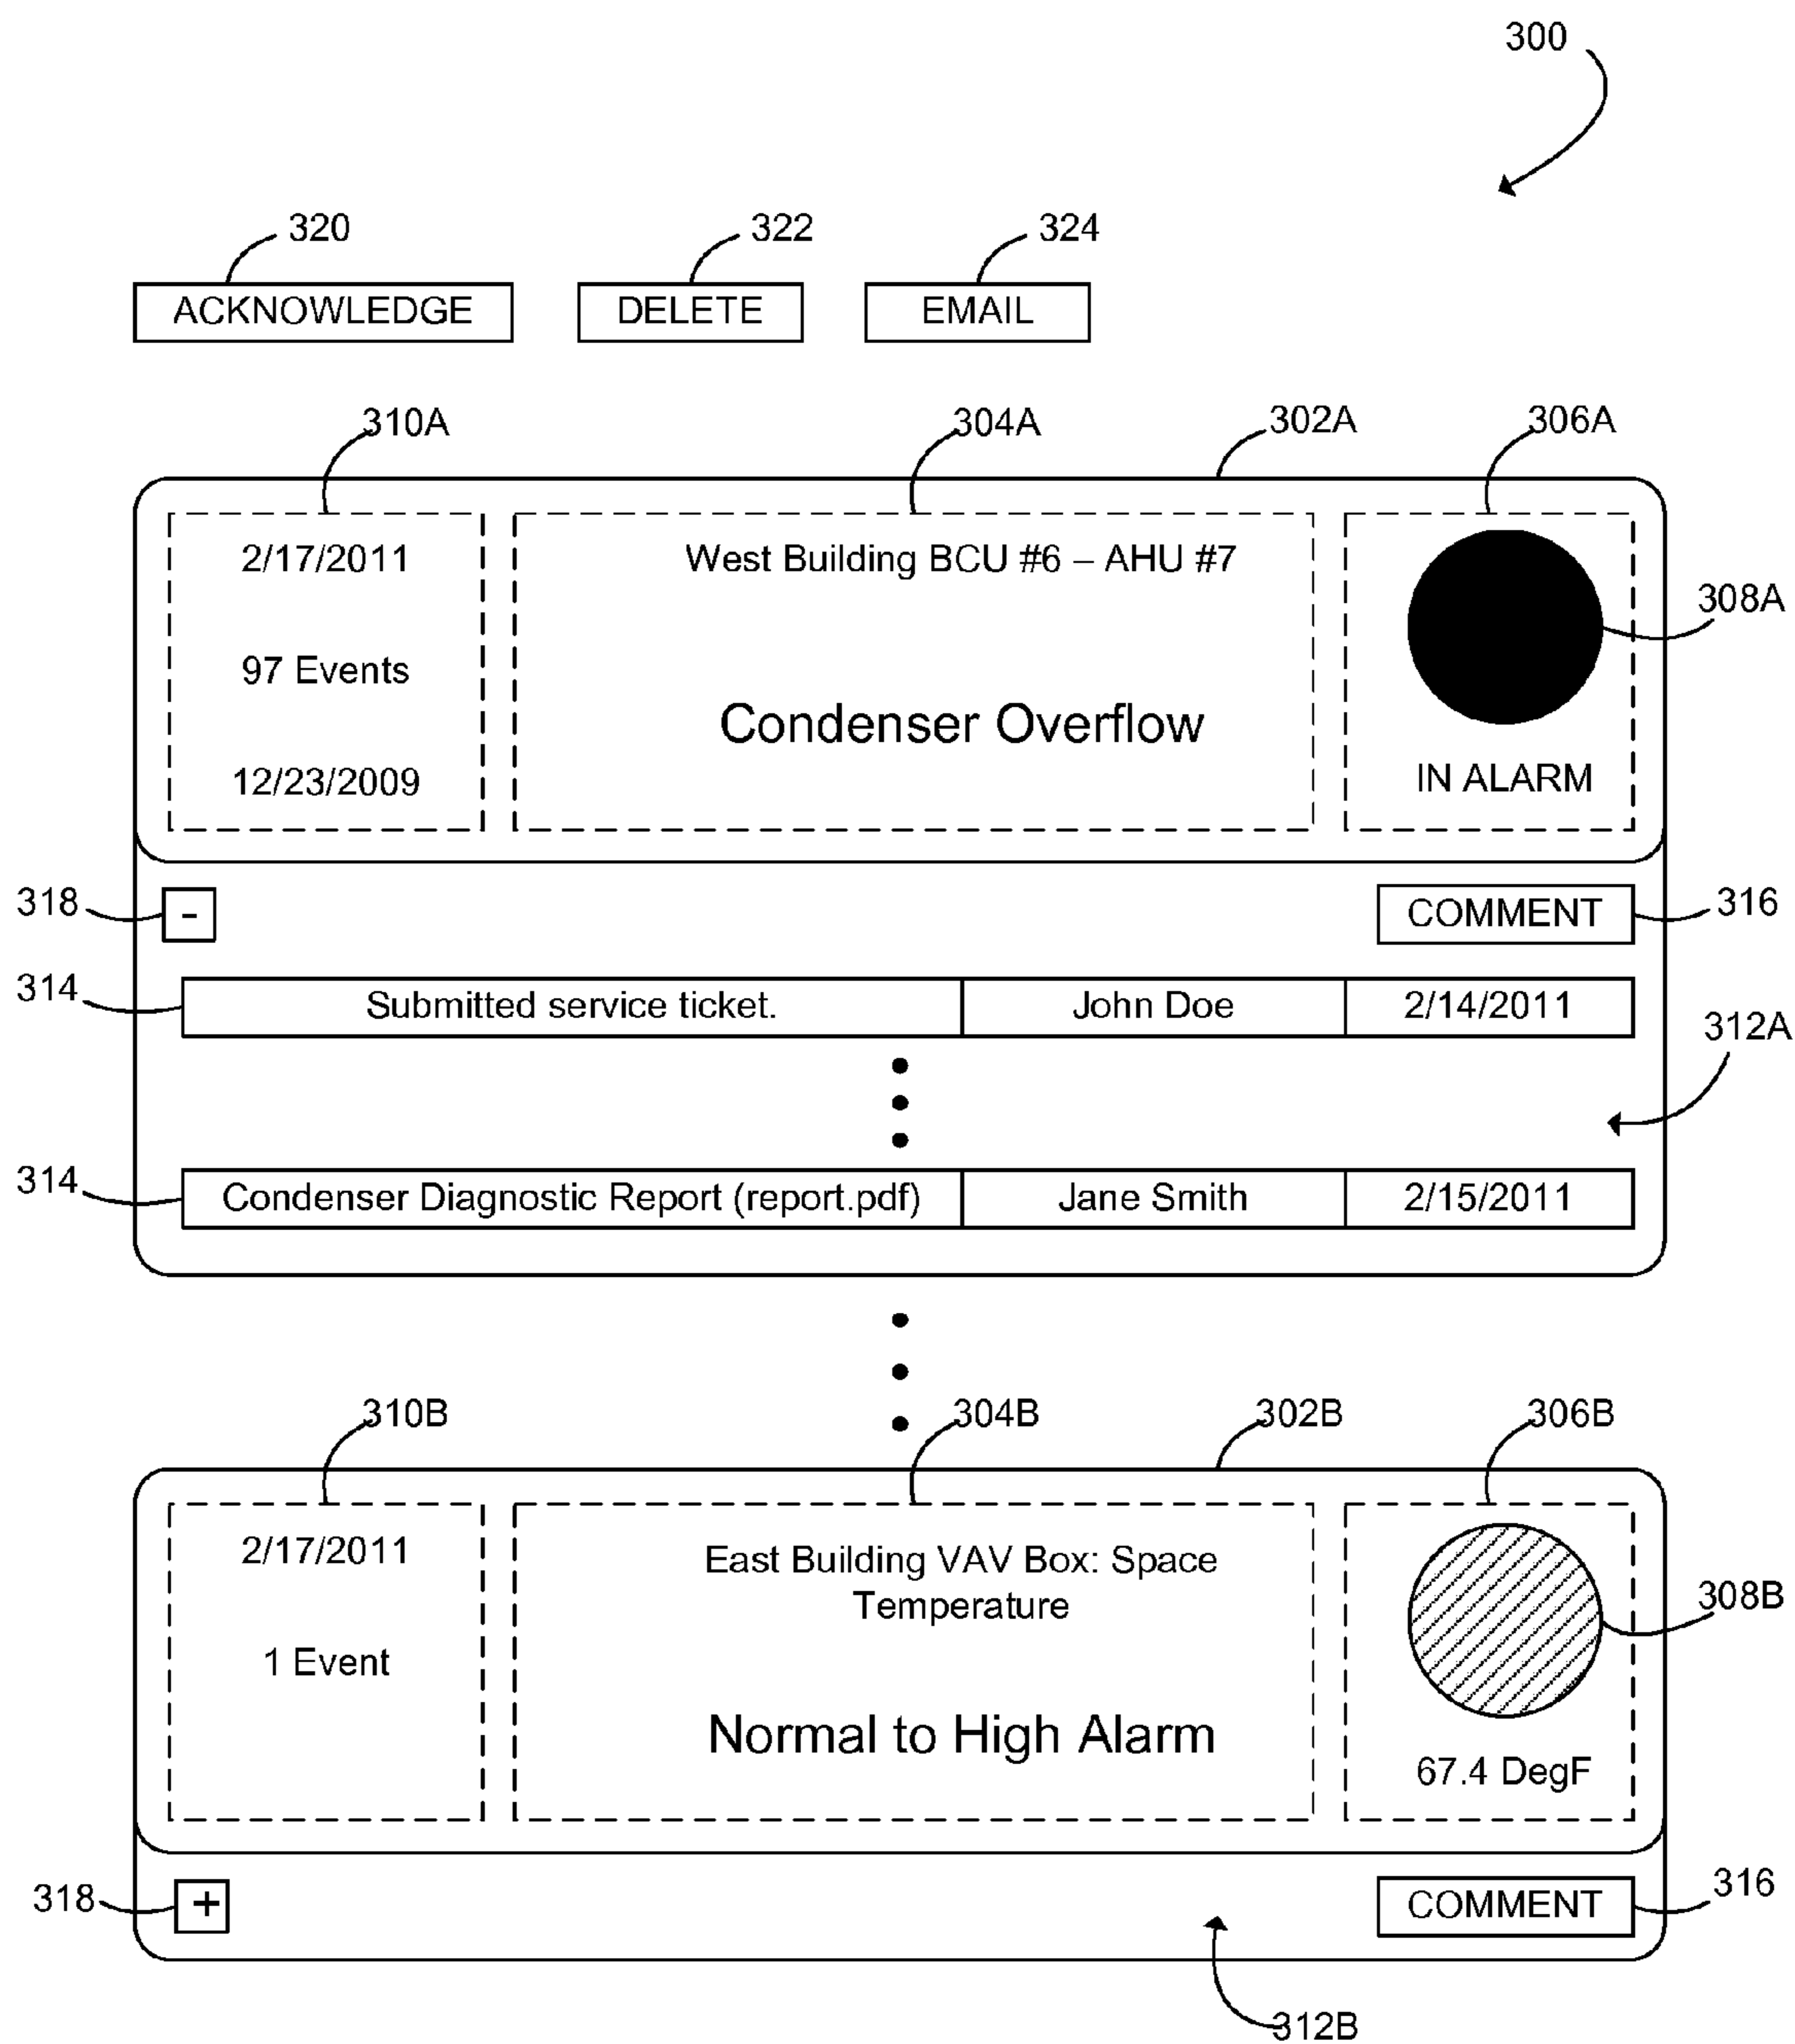 300
320
322
324
ACKNOWLEDGE
DELETE
EMAIL
310A
304A
302A
306A
2/17/2011
97 Events
12/23/2009
West Building BCU #6 – AHU #7
Condenser Overflow
308A
IN ALARM
318
-
COMMENT
316
314
Submitted service ticket.
John Doe
2/14/2011
312A
314
Condenser Diagnostic Report (report.pdf)
Jane Smith
2/15/2011
310B
304B
302B
306B
2/17/2011
1 Event
East Building VAV Box: Space
Temperature
Normal to High Alarm
308B
67.4 DegF
318
+
COMMENT
316
312B